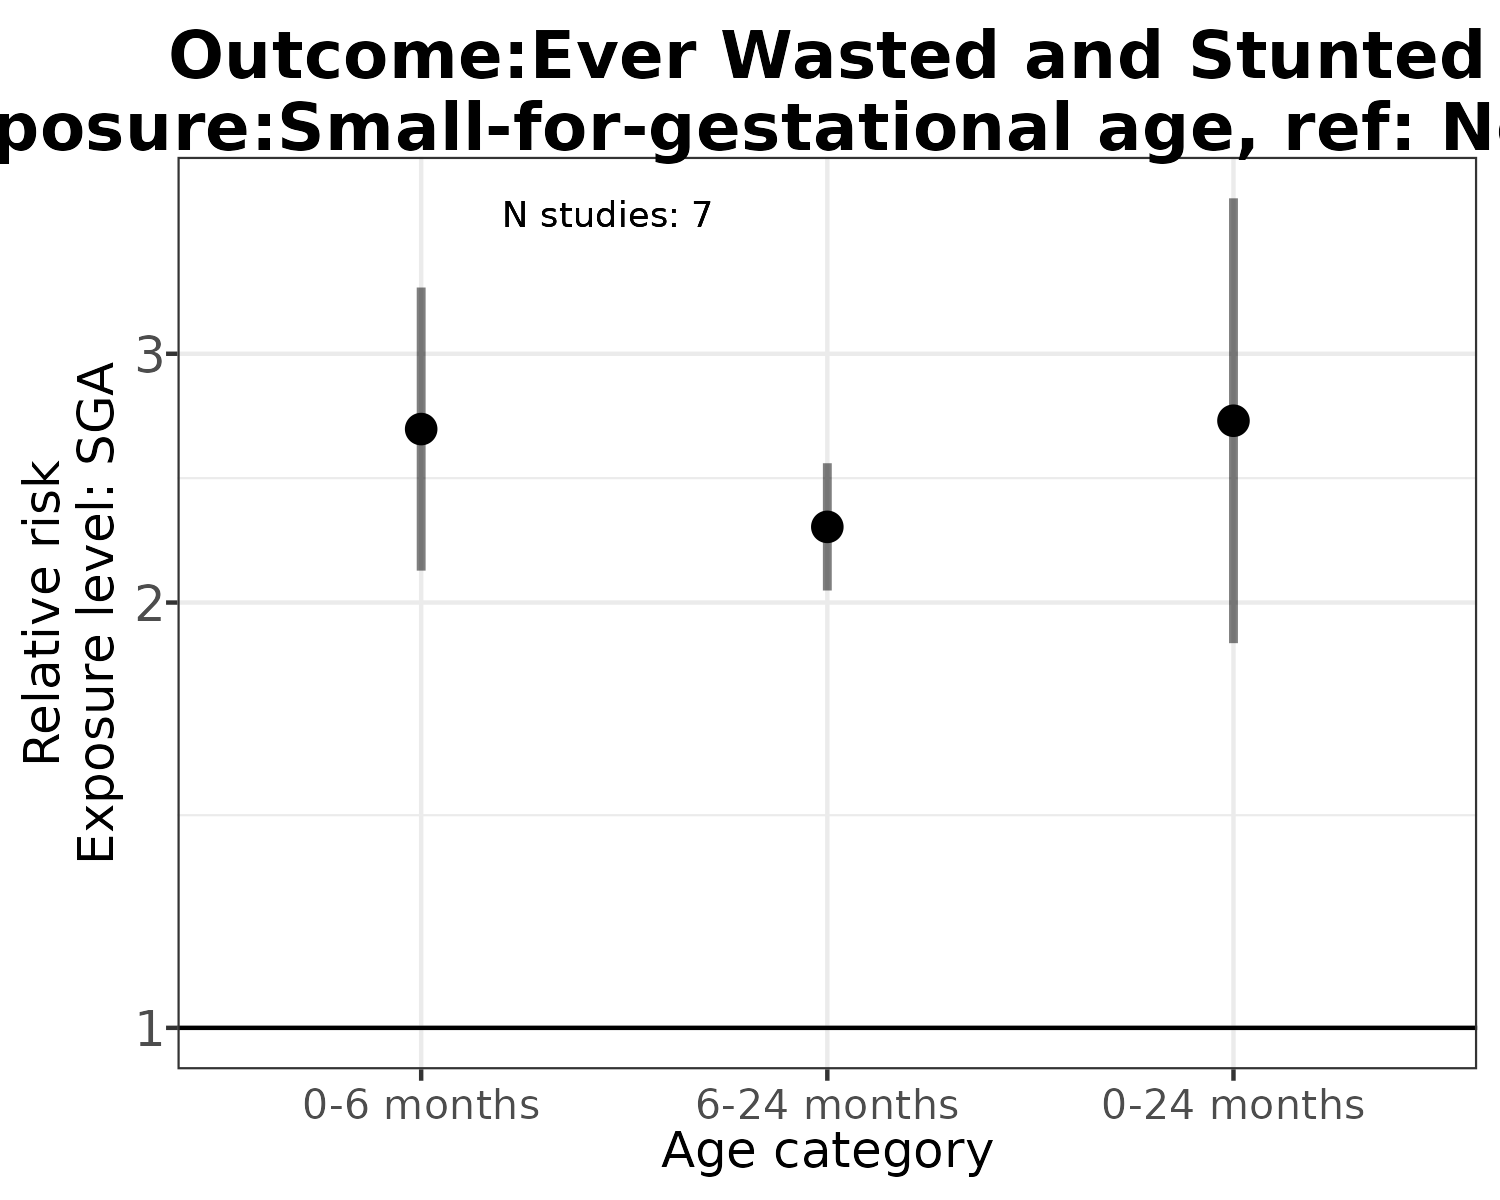 Outcome:Ever Wasted and Stunted
posure:Small-for-gestational age, ref: N
N studies: 7
3
2
1
Relative risk
Exposure level: SGA
0-6 months
6-24 months
0-24 months
Age category